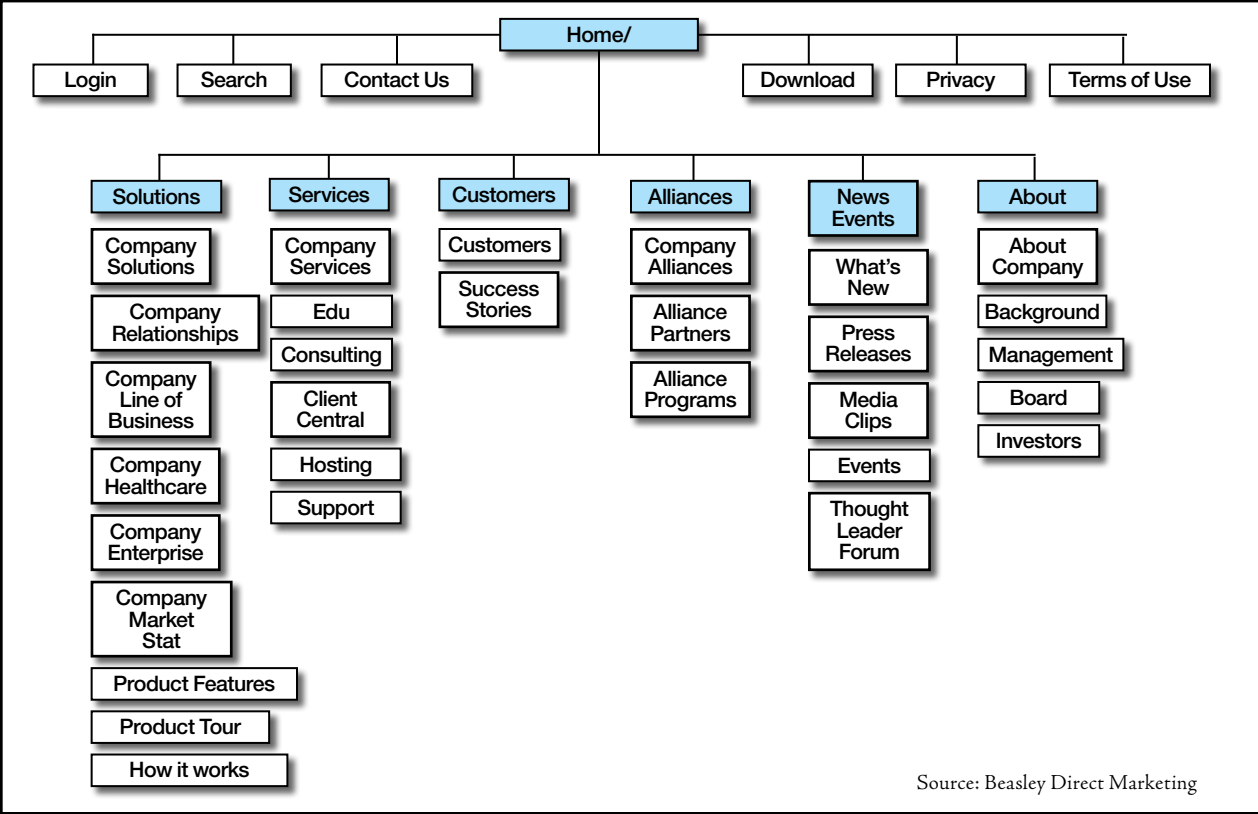 Home/
Login
Search
Contact Us
Download
Privacy
Terms of Use
Solutions
Company
Solutions
Company
Relationships
Company
Line of
Business
Company
Healthcare
Company
Enterprise
Company
Market
Stat
Product Features
Product Tour
How it works
Services
Company
Services
Edu
Consulting
Client
Central
Hosting
Support
Customers
Customers
Success
Stories
Alliances
Company
Alliances
Alliance
Partners
Alliance
Programs
News
Events
What's
New
Press
Releases
Media
Clips
Events
Thought
Leader
Forum
About
About
Company
Background
Management
Board
Investors
Source: Beasley Direct Marketing